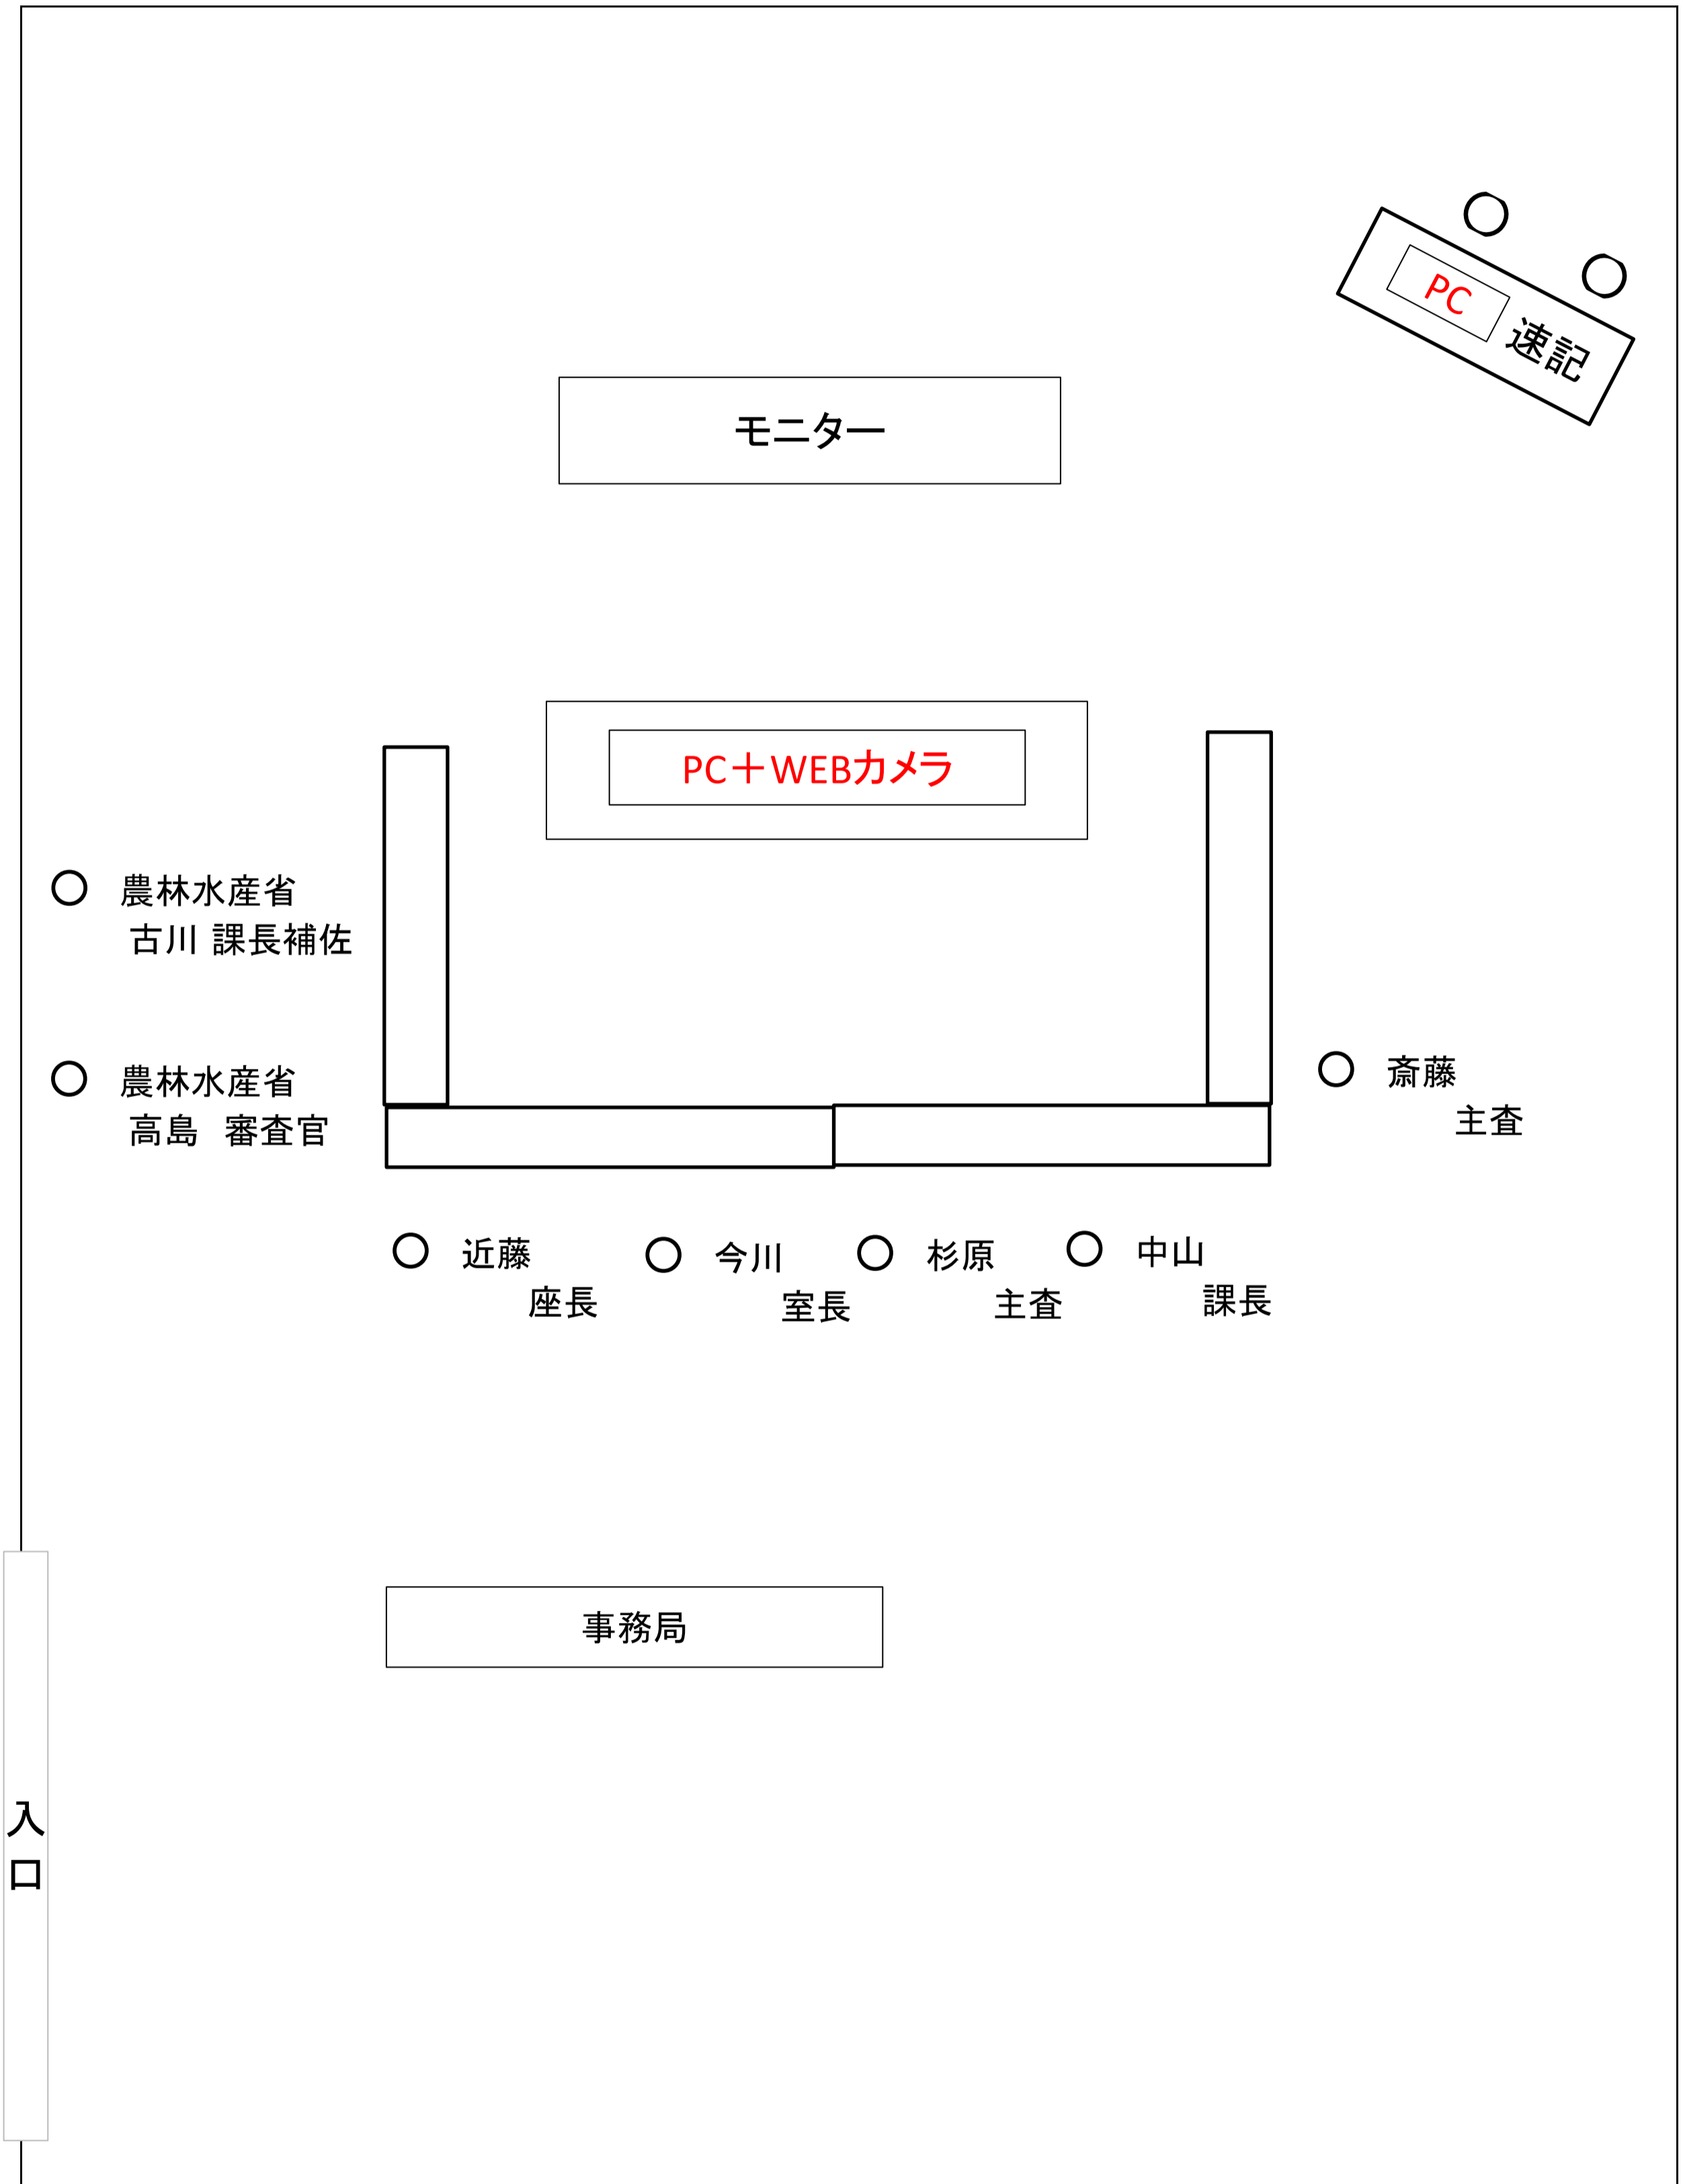 PC
速記
モニター
PC＋WEBカメラ
農林水産省
古川 課長補佐
農林水産省
高島　審査官
斎藤
主査
近藤
座長
今川
室長
杉原
主査
中山
課長
事務局
入
口